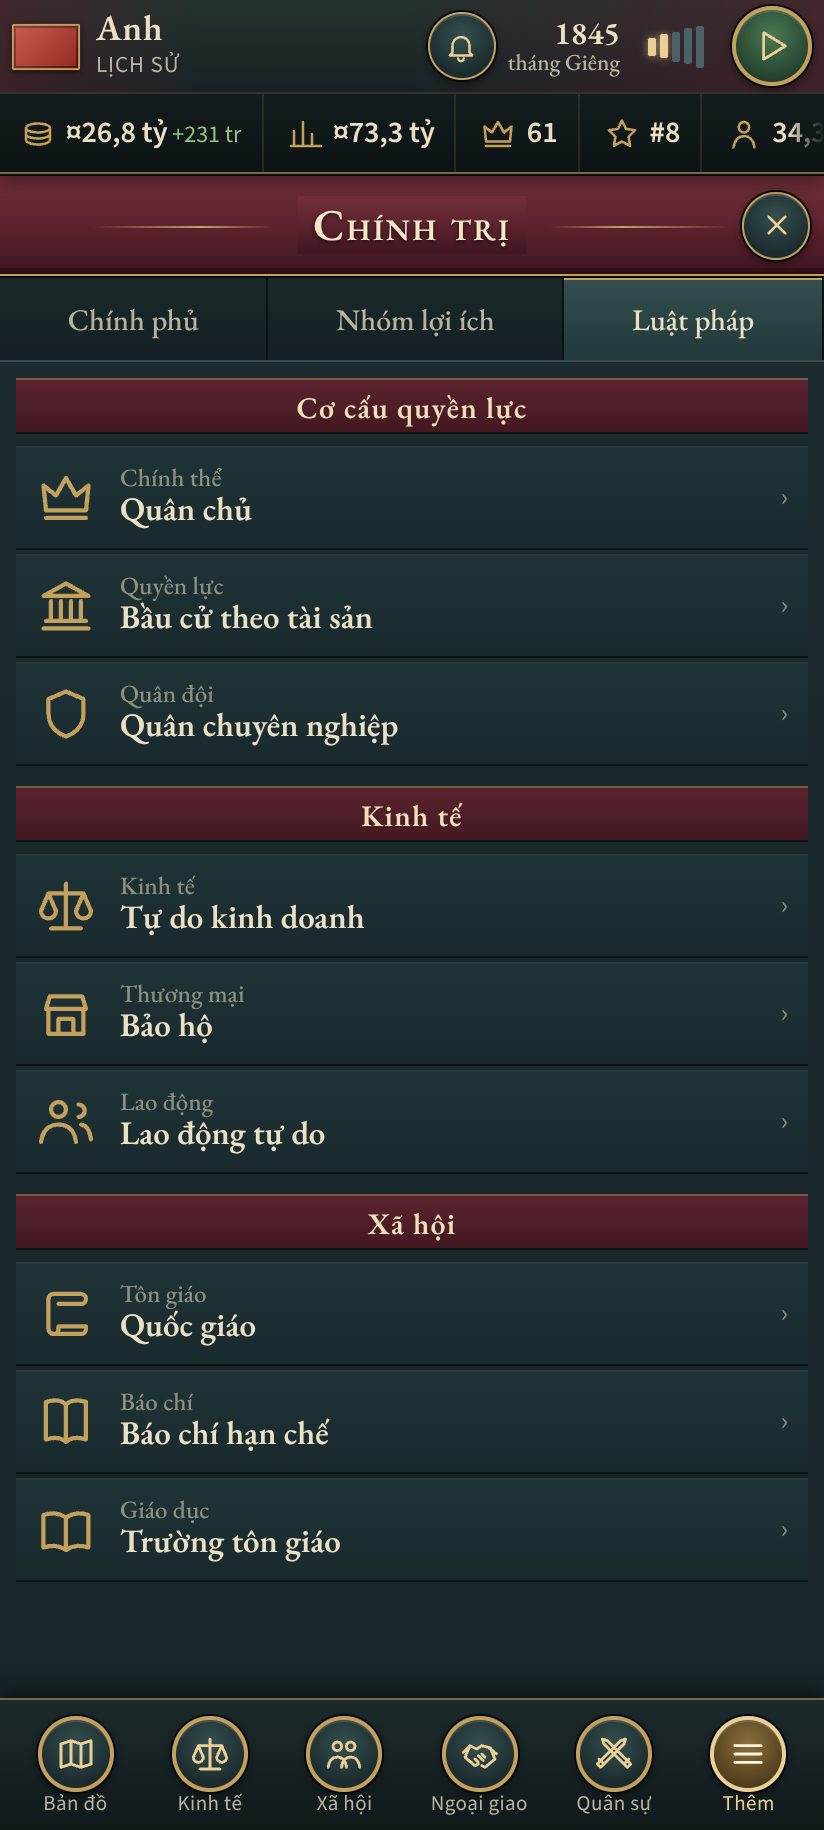 Anh
LỊCH SỬ
1845
tháng Giêng
¤26,8 tỷ +231 tr
¤73,3 tỷ
61
#8
34,3
Chính trị
Chính phủ
Nhóm lợi ích
Luật pháp
Cơ cấu quyền lực
Chính thể
Quân chủ
Quyền lực
Bầu cử theo tài sản
Quân đội
Quân chuyên nghiệp
Kinh tế
Kinh tế
Tự do kinh doanh
Thương mại
Bảo hộ
Lao động
Lao động tự do
Xã hội
Tôn giáo
Quốc giáo
Báo chí
Báo chí hạn chế
Giáo dục
Trường tôn giáo
Bản đồ
Kinh tế
Xã hội
Ngoại giao
Quân sự
Thêm